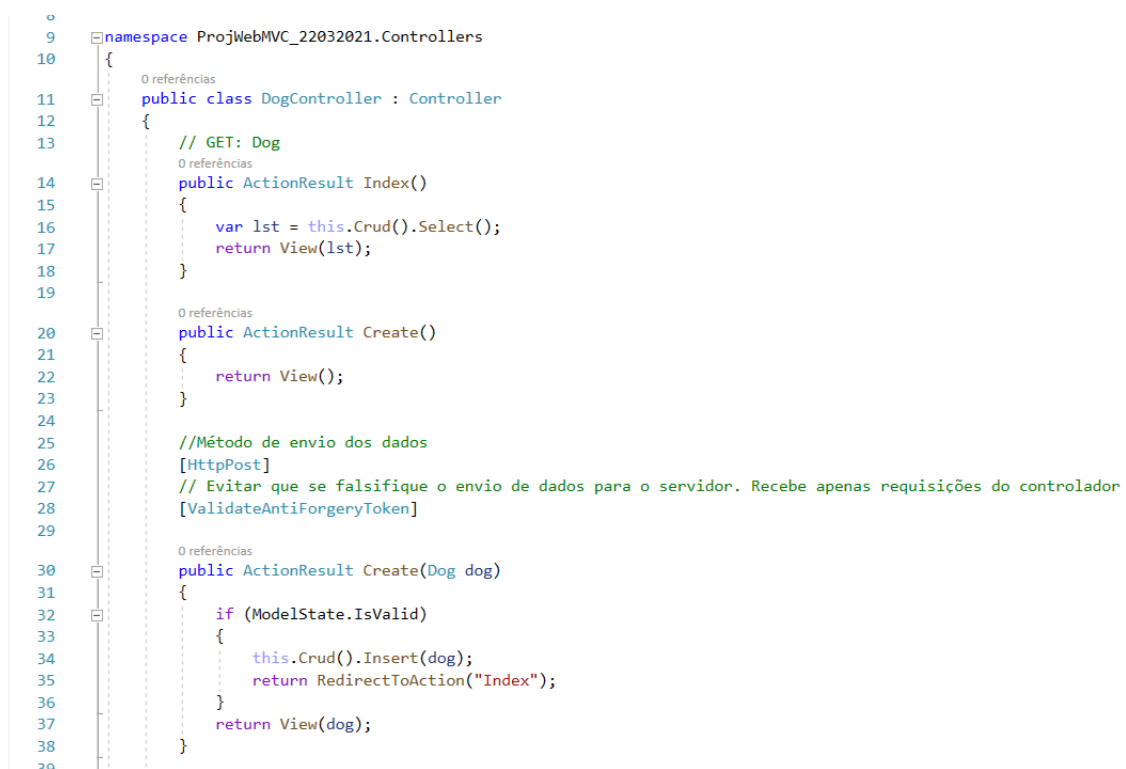 8
9 namespace ProjWebMVC_22032021.Controllers
10 {
0 referências
11 public class DogController : Controller
12 {
13 // GET: Dog
0 referências
14 public ActionResult Index()
15 {
16 var lst = this.Crud().Select();
17 return View(lst);
18 }
19
0 referências
20 public ActionResult Create()
21 {
22 return View();
23 }
24
25 //Método de envio dos dados
26 [HttpPost]
27 // Evitar que se falsifique o envio de dados para o servidor. Recebe apenas requisições do controlador
28 [ValidateAntiForgeryToken]
29
0 referências
30 public ActionResult Create(Dog dog)
31 {
32 if (ModelState.IsValid)
33 {
34 this.Crud().Insert(dog);
35 return RedirectToAction("Index");
36 }
37 return View(dog);
38 }
39